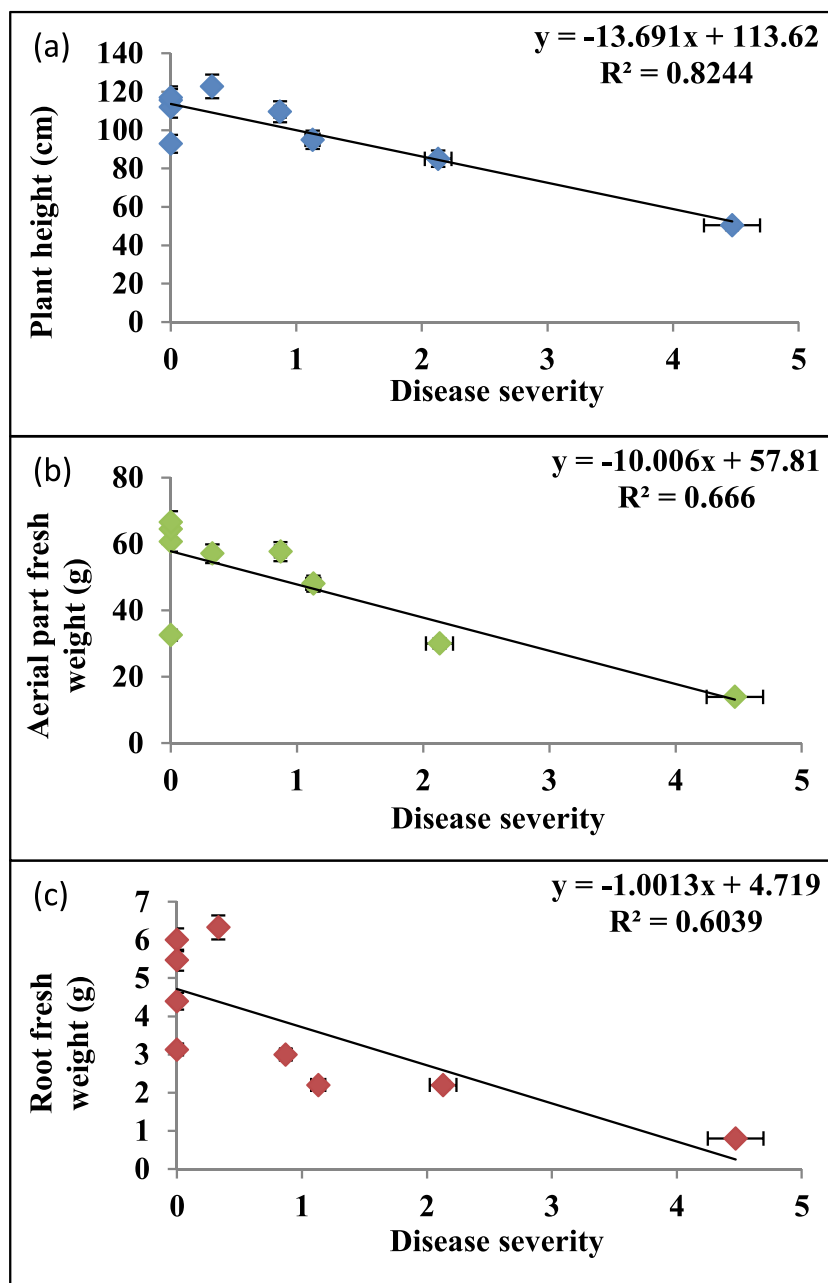 (a)
y = -13.691x + 113.62
R² = 0.8244
140
120
100
80
60
40
20
0
Plant height (cm)
0 1 2 3 4 5
Disease severity
(b)
y = -10.006x + 57.81
R² = 0.666
80
60
40
20
0
Aerial part fresh
weight (g)
0 1 2 3 4 5
Disease severity
(c)
y = -1.0013x + 4.719
R² = 0.6039
7
6
5
4
3
2
1
0
Root fresh
weight (g)
0 1 2 3 4 5
Disease severity